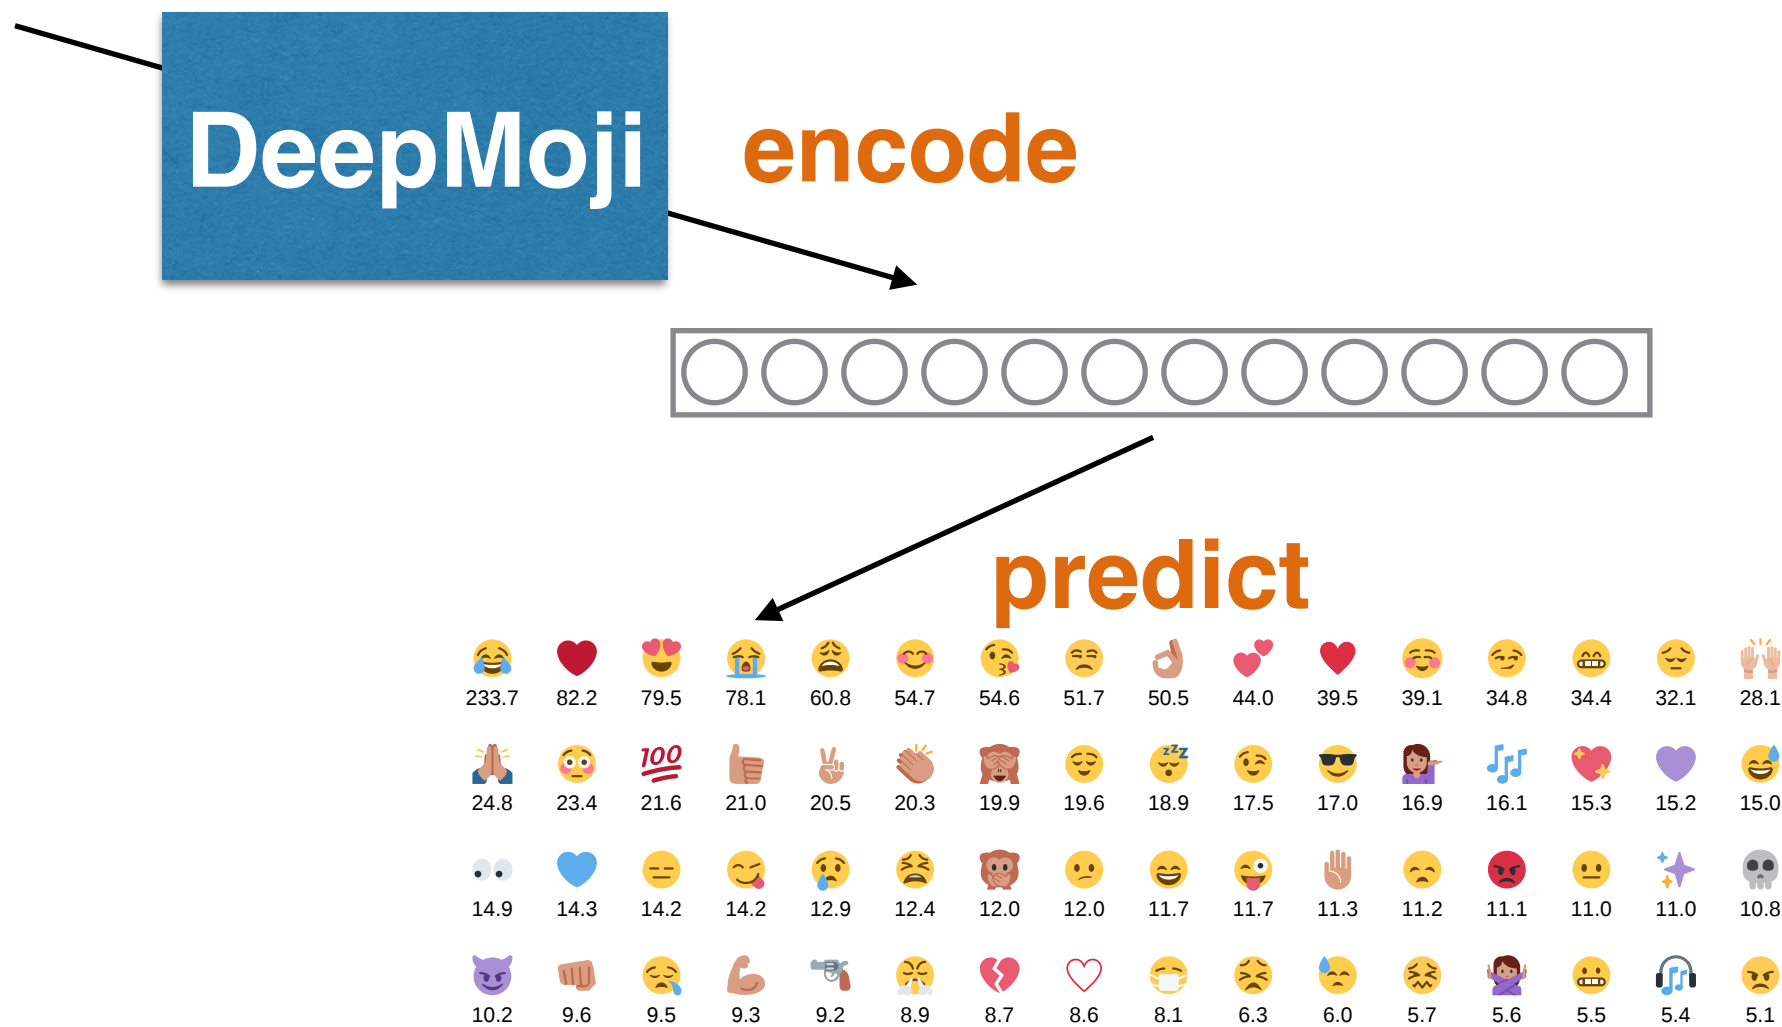 DeepMoji
encode
predict
233.7 82.2 79.5 78.1 60.8 54.7 54.6 51.7 50.5 44.0 39.5 39.1 34.8 34.4 32.1 28.1
24.8 23.4 21.6 21.0 20.5 20.3 19.9 19.6 18.9 17.5 17.0 16.9 16.1 15.3 15.2 15.0
14.9 14.3 14.2 14.2 12.9 12.4 12.0 12.0 11.7 11.7 11.3 11.2 11.1 11.0 11.0 10.8
10.2 9.6 9.5 9.3 9.2 8.9 8.7 8.6 8.1 6.3 6.0 5.7 5.6 5.5 5.4 5.1